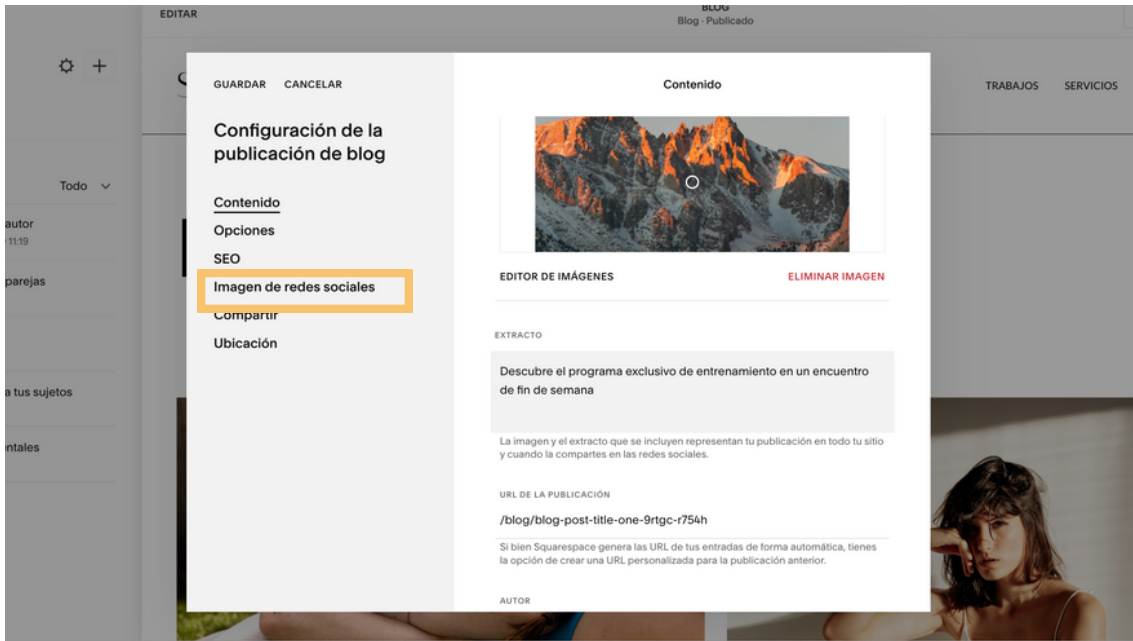 EDITAR
BLOG
Blog · Publicado
TRABAJOS SERVICIOS
Todo
autor
11:19
parejas
a tus sujetos
GUARDAR CANCELAR
Configuración de la
publicación de blog
Contenido
Opciones
SEO
Imagen de redes sociales
Compartir
Ubicación
Contenido
EDITOR DE IMÁGENES ELIMINAR IMAGEN
EXTRACTO
Descubre el programa exclusivo de entrenamiento en un encuentro
de fin de semana
La imagen y el extracto que se incluyen representan tu publicación en todo tu sitio
y cuando la compartes en las redes sociales.
URL DE LA PUBLICACIÓN
/blog/blog-post-title-one-9rtgc-r754h
Si bien Squarespace genera las URL de tus entradas de forma automática, tienes
la opción de crear una URL personalizada para la publicación anterior.
AUTOR